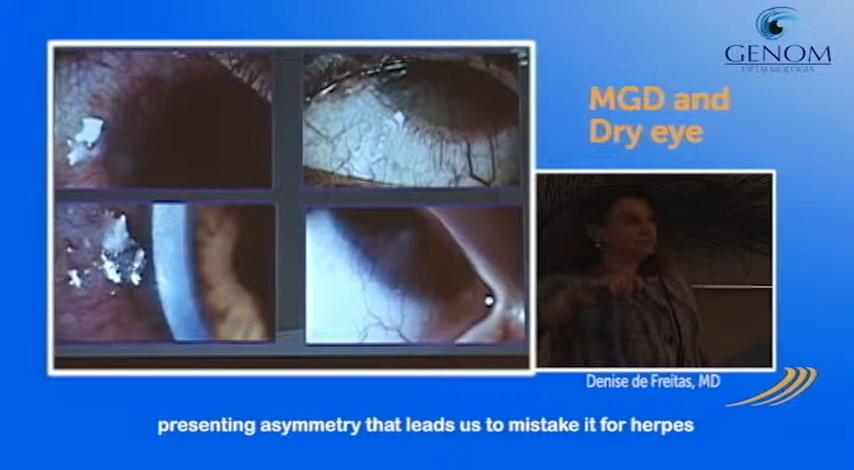 GENOM
OFTALMOLOGIA
MGD and
Dry eye
Denise de Freitas, MD
presenting asymmetry that leads us to mistake it for herpes